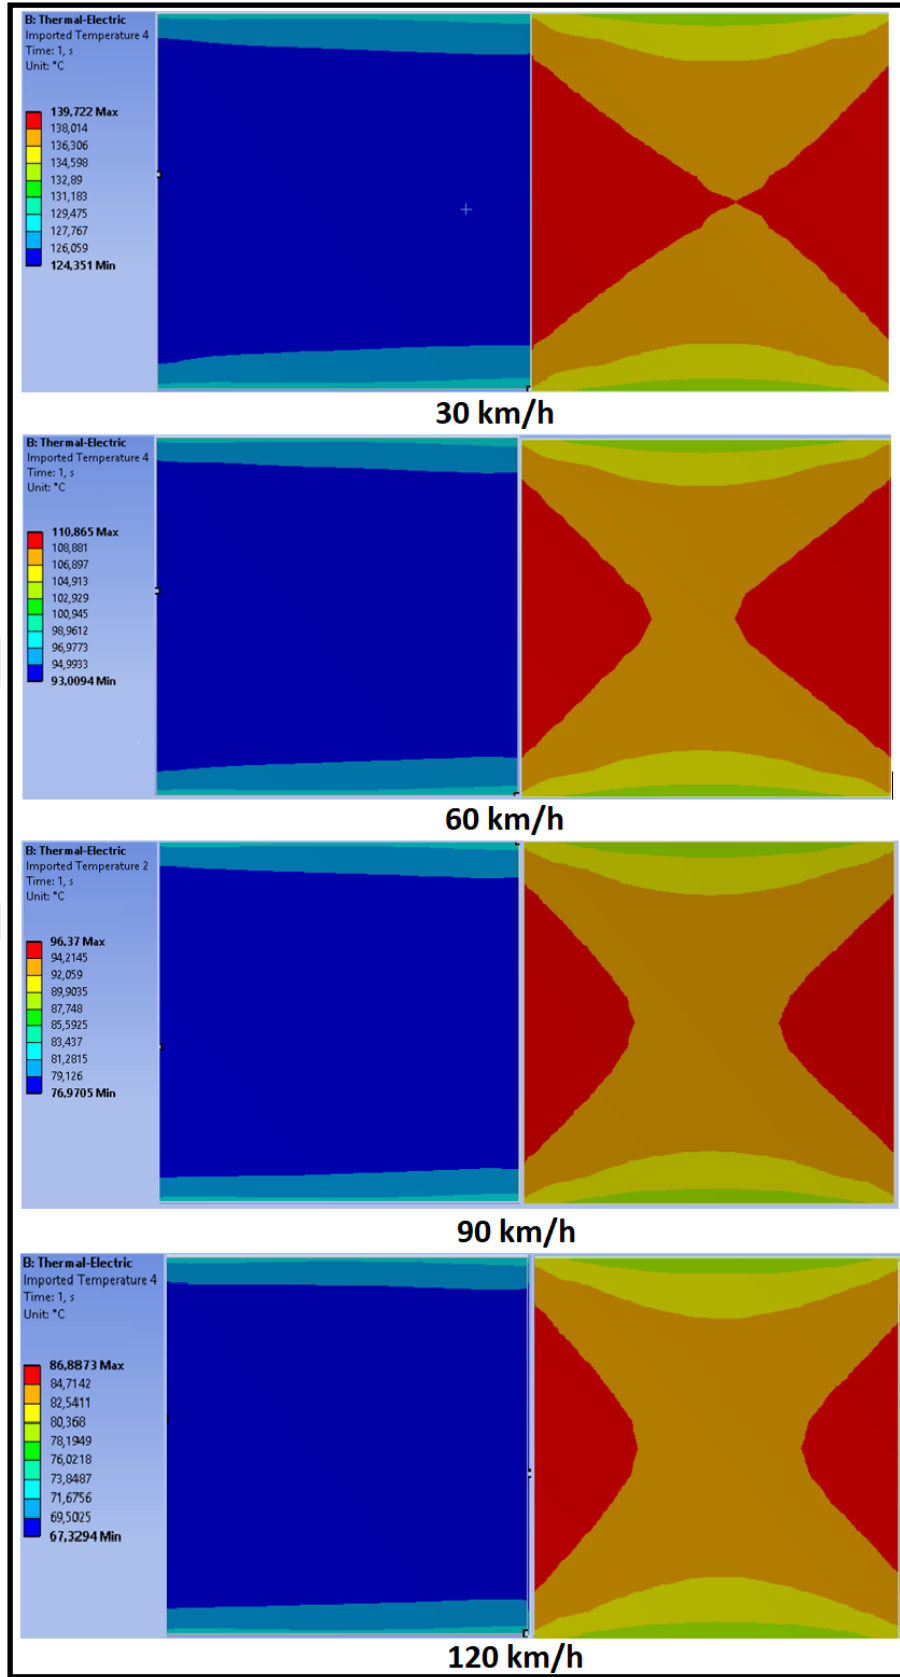 B: Thermal-Electric
Imported Temperature 4
Time: 1, s
Unit: °C
139,722 Max
138,014
136,306
134,598
132,89
131,183
129,475
127,767
126,059
124,351 Min
30 km/h
B: Thermal-Electric
Imported Temperature 4
Time: 1, s
Unit: °C
110,865 Max
108,881
106,897
104,913
102,929
100,945
98,9612
96,9773
94,9933
93,0094 Min
60 km/h
B: Thermal-Electric
Imported Temperature 2
Time: 1, s
Unit: °C
96,37 Max
94,2145
92,059
89,9035
87,748
85,5925
83,437
81,2815
79,126
76,9705 Min
90 km/h
B: Thermal-Electric
Imported Temperature 4
Time: 1, s
Unit: °C
86,8873 Max
84,7142
82,5411
80,368
78,1949
76,0218
73,8487
71,6756
69,5025
67,3294 Min
120 km/h